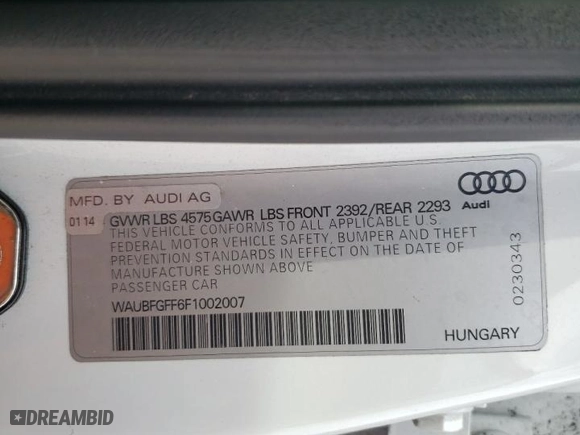 MFD. BY AUDI AG
01 14 GVWR LBS 4575 GAWR LBS FRONT 2392/REAR 2293
THIS VEHICLE CONFORMS TO ALL APPLICABLE U.S.
FEDERAL MOTOR VEHICLE SAFETY, BUMPER AND THEFT
PREVENTION STANDARDS IN EFFECT ON THE DATE OF
MANUFACTURE SHOWN ABOVE
PASSENGER CAR
WAUBFGFF6F1002007
Audi
0230343
HUNGARY
DREAMBID